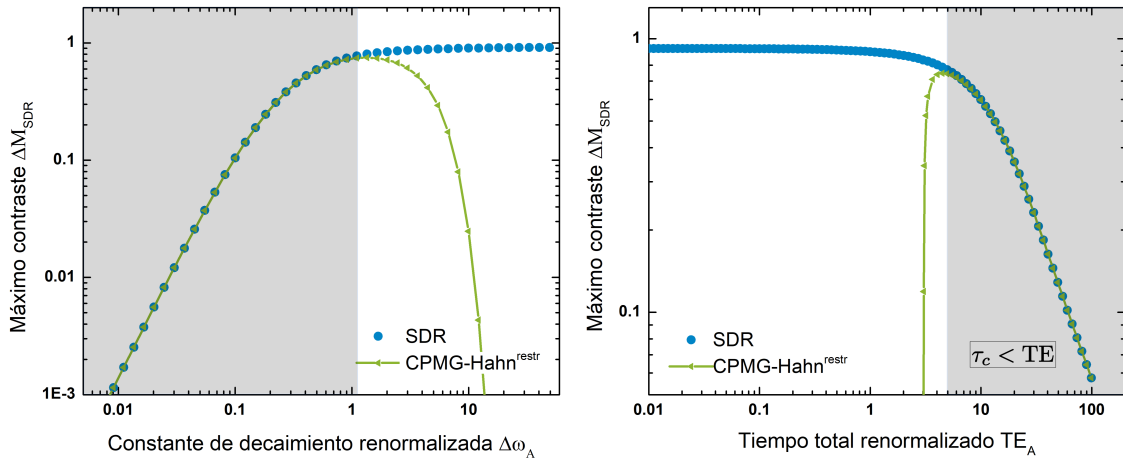 Máximo contraste ΔM_SDR
1
0.1
0.01
1E-3
SDR
CPMG-Hahn^restr
0.01
0.1
1
10
Constante de decaimiento renormalizada Δω_A
Máximo contraste ΔM_SDR
1
0.1
SDR
CPMG-Hahn^restr
τ_c < TE
0.01
0.1
1
10
100
Tiempo total renormalizado TE_A